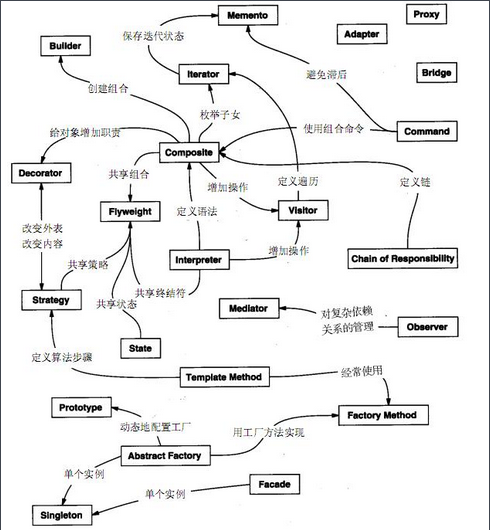 Memento
Proxy
Adapter
Builder
保存迭代状态
Iterator
避免滞后
Bridge
创建组合
枚举子女
给对象增加职责
使用组合命令
Command
Composite
Decorator
共享组合
增加操作
定义遍历
定义链
Flyweight
定义语法
Visitor
改变外表
改变内容
增加操作
共享策略
Interpreter
Chain of Responsibility
共享终结符
Strategy
共享状态
Mediator
对复杂依赖
关系的管理
Observer
State
定义算法步骤
Template Method
经常使用
Prototype
Factory Method
动态地配置工厂
用工厂方法实现
Abstract Factory
单个实例
Facade
单个实例
Singleton